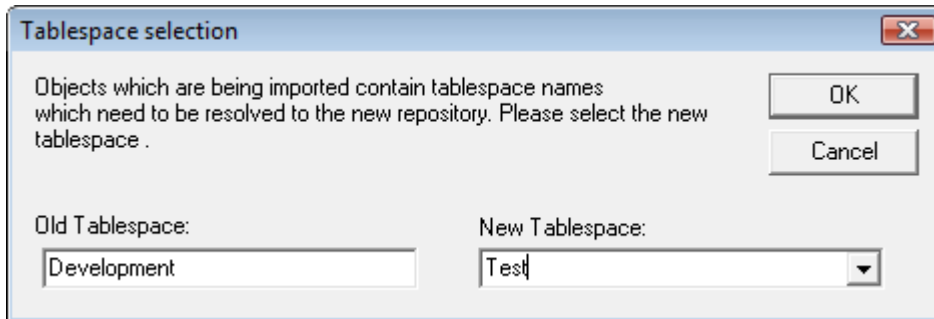 Tablespace selection
Objects which are being imported contain tablespace names
which need to be resolved to the new repository. Please select the new
tablespace .
OK
Cancel
Old Tablespace:
New Tablespace:
Development
Test